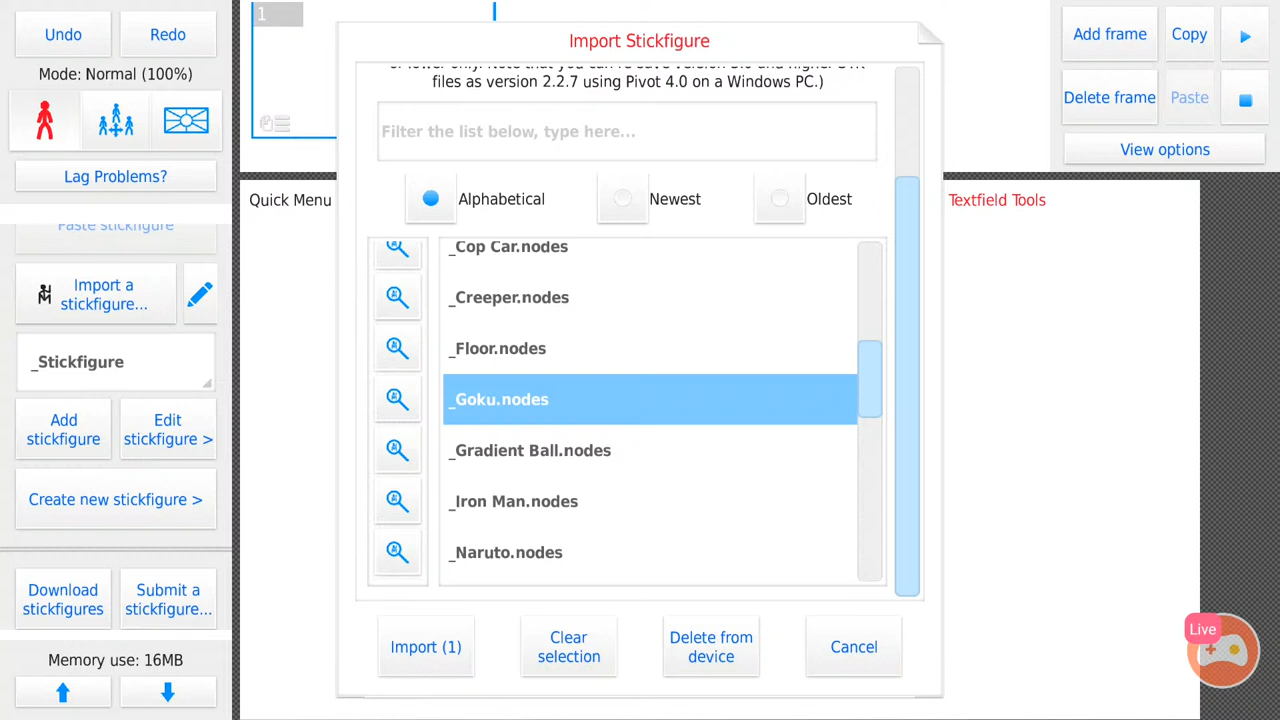 Undo
Redo
Mode: Normal (100%)
Lag Problems?
Paste stickfigure
Import a
stickfigure...
_Stickfigure
Add
stickfigure
Edit
stickfigure >
Create new stickfigure >
Download
stickfigures
Submit a
stickfigure...
Memory use: 16MB
1
Quick Menu
Import Stickfigure
files as version 2.2.7 using Pivot 4.0 on a Windows PC.)
Filter the list below, type here...
Alphabetical
Newest
Oldest
_Cop Car.nodes
_Creeper.nodes
_Floor.nodes
_Goku.nodes
_Gradient Ball.nodes
_Iron Man.nodes
_Naruto.nodes
Import (1)
Clear
selection
Delete from
device
Cancel
Add frame
Copy
Delete frame
Paste
View options
Textfield Tools
Live